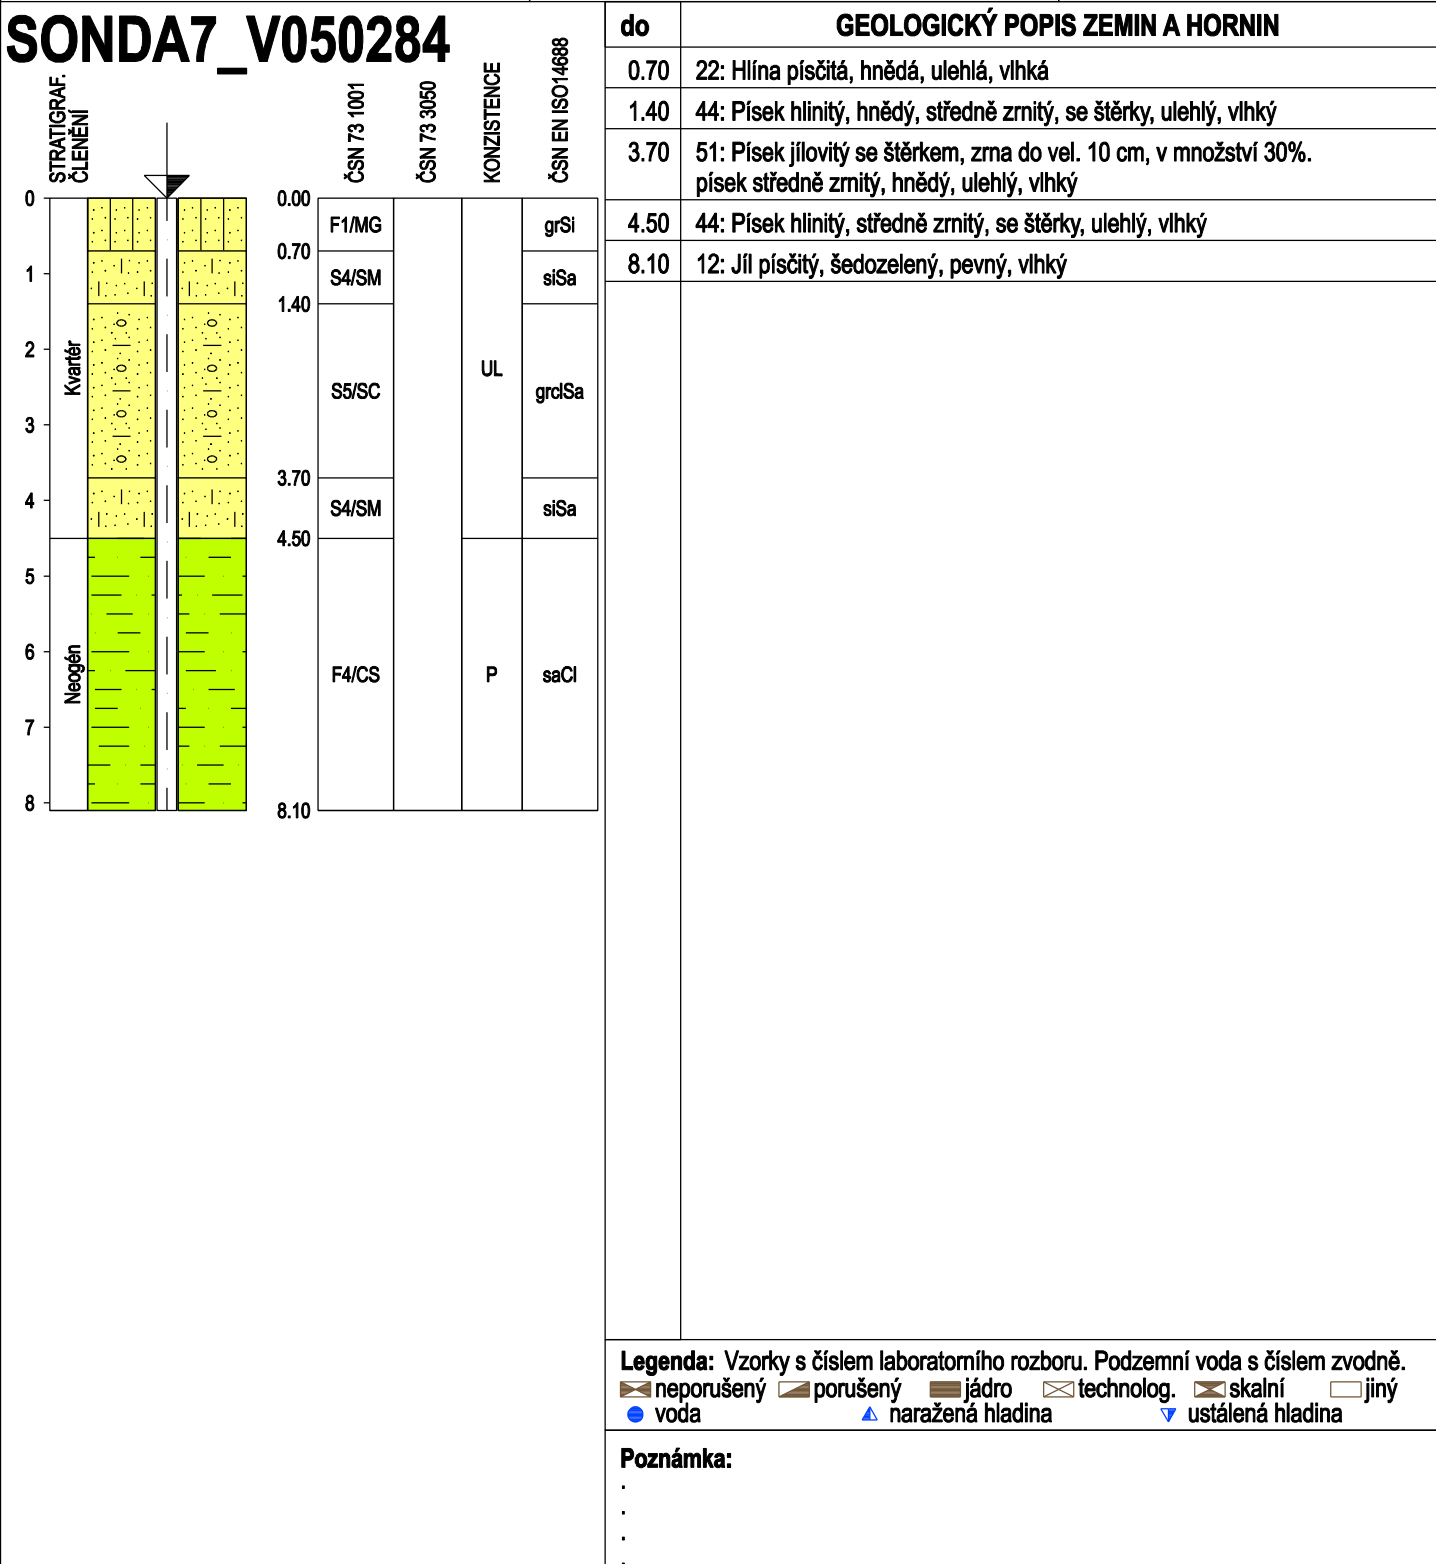 SONDA7_V050284
STRATIGRAF.
ČLENĚNÍ
ČSN 73 1001
ČSN 73 3050
KONZISTENCE
ČSN EN ISO14688
0
1
2
3
4
5
6
7
8
Kvartér
Neogén
0.00
0.70
1.40
3.70
4.50
8.10
F1/MG
S4/SM
S5/SC
S4/SM
F4/CS
UL
P
grSi
siSa
grclSa
siSa
saCl
do GEOLOGICKÝ POPIS ZEMIN A HORNIN
0.70 22: Hlína písčitá, hnědá, ulehlá, vlhká
1.40 44: Písek hlinitý, hnědý, středně zrnitý, se štěrky, ulehlý, vlhký
3.70 51: Písek jílovitý se štěrkem, zrna do vel. 10 cm, v množství 30%.
písek středně zrnitý, hnědý, ulehlý, vlhký
4.50 44: Písek hlinitý, středně zrnitý, se štěrky, ulehlý, vlhký
8.10 12: Jíl písčitý, šedozelený, pevný, vlhký
Legenda: Vzorky s číslem laboratorního rozboru. Podzemní voda s číslem zvodně.
neporušený porušený jádro technolog. skalní jiný
voda naražená hladina ustálená hladina
Poznámka:
.
.
.
.